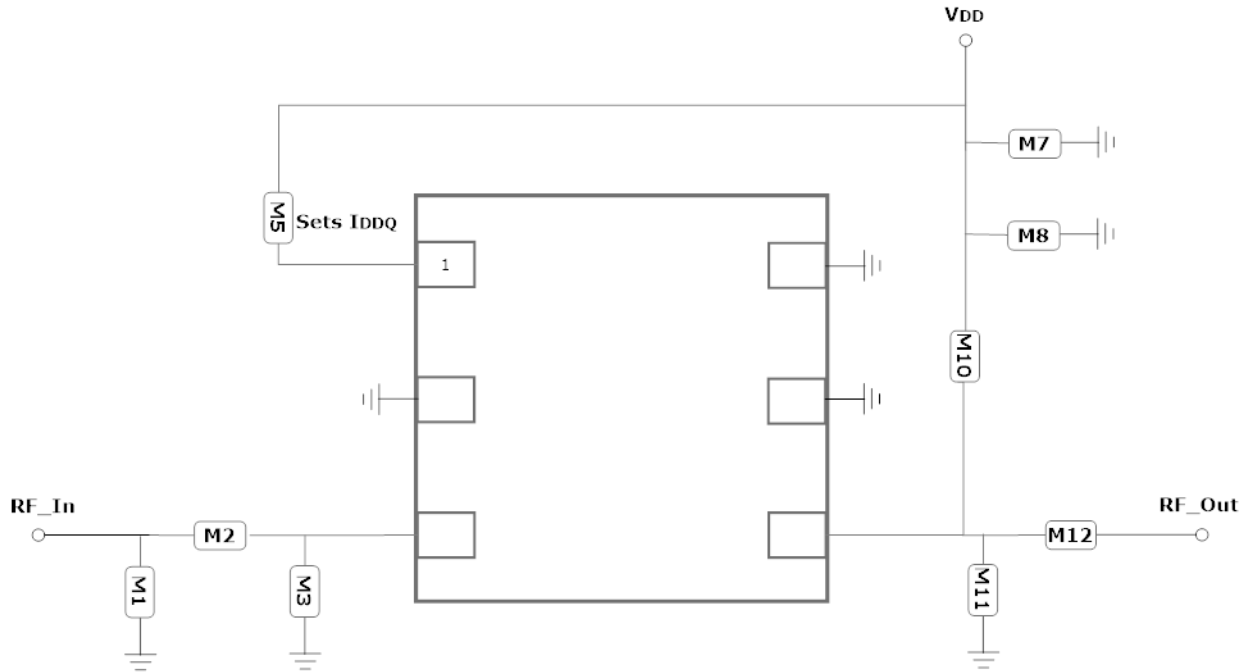 VDD
M7
M5
Sets IDDQ
M8
1
M10
RF_In
RF_Out
M2
M12
M1
M3
M11